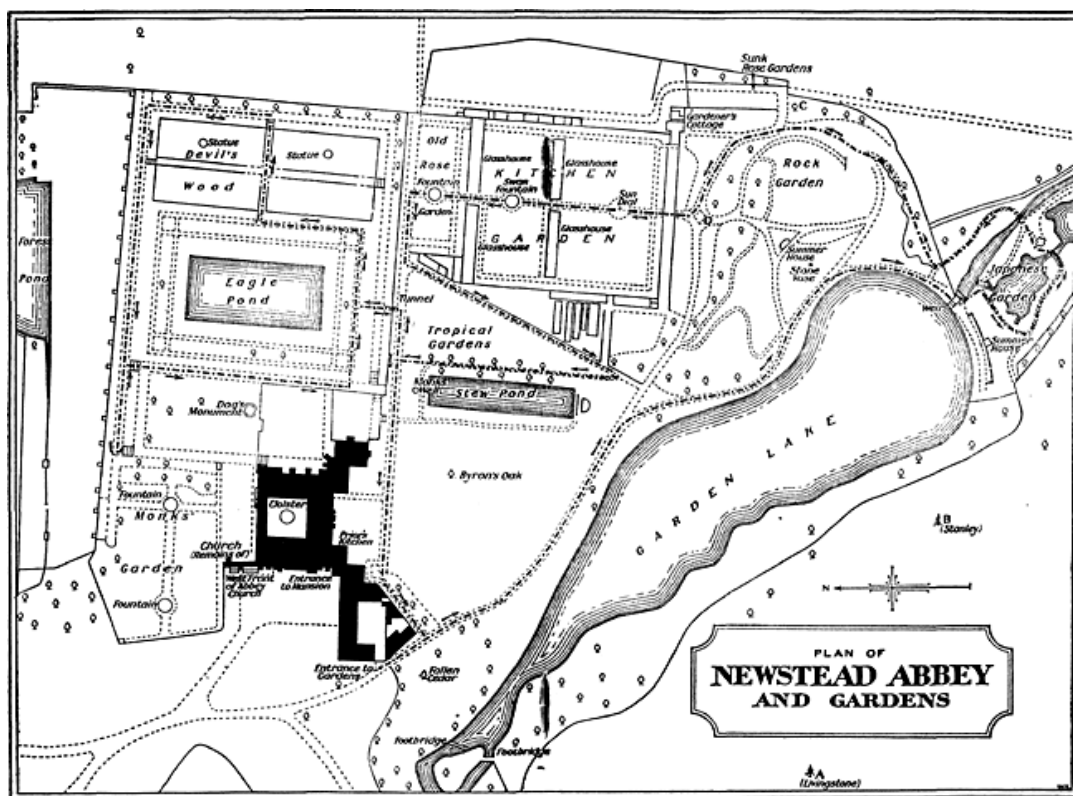 Sunk
Rose Gardens
C
Gardener's
Cottage
Statue
Devil's
Statue
Wood
Old
Rose
Fountain
Garden
Glasshouse
Glasshouse
KITCHEN
Swan
Fountain
Sun
Dial
Glasshouse
Glasshouse
GARDEN
Rock
Garden
D
Summer
House
Stone
Forest
Pond
Eagle
Pond
Tunnel
Tropical
Gardens
Japanese
Garden
Summer
House
Monks'
Well
Stew-Pond
Dog's
Monument
Byron's Oak
GARDEN LAKE
Fountain
Monks'
Garden
Cloister
Prior's
Kitchen
Church
(Remains of)
West Front
of Abbey
Church
Entrance
to Mansion
Fountain
B
(Stanley)
N
Entrance to
Gardens
Fallen
Cedar
Footbridge
Footbridge
PLAN OF
NEWSTEAD ABBEY
AND GARDENS
A
(Livingstone)